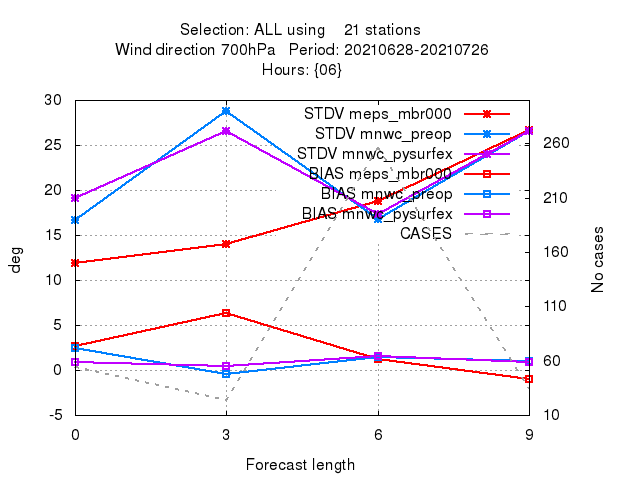 Selection: ALL using    21 stations
Wind direction 700hPa   Period: 20210628-20210726
Hours: {06}
30
25
20
15
10
5
0
-5
deg
STDV meps_mbr000
STDV mnwc_preop
STDV mnwc_pysurfex
BIAS meps_mbr000
BIAS mnwc_preop
BIAS mnwc_pysurfex
CASES
260
210
160
110
60
10
No cases
0 3 6 9
Forecast length